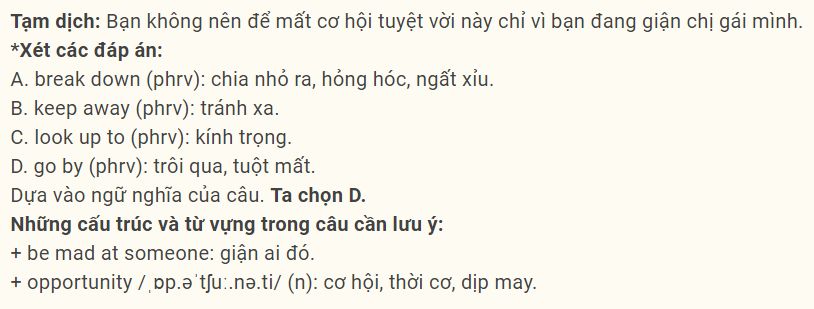 Tạm dịch: Bạn không nên để mất cơ hội tuyệt vời này chỉ vì bạn đang giận chị gái mình.
*Xét các đáp án:
A. break down (phrv): chia nhỏ ra, hỏng hóc, ngất xỉu.
B. keep away (phrv): tránh xa.
C. look up to (phrv): kính trọng.
D. go by (phrv): trôi qua, tuột mất.
Dựa vào ngữ nghĩa của câu. Ta chọn D.
Những cấu trúc và từ vựng trong câu cần lưu ý:
+ be mad at someone: giận ai đó.
+ opportunity /ˌɒp.əˈtʃuː.nə.ti/ (n): cơ hội, thời cơ, dịp may.